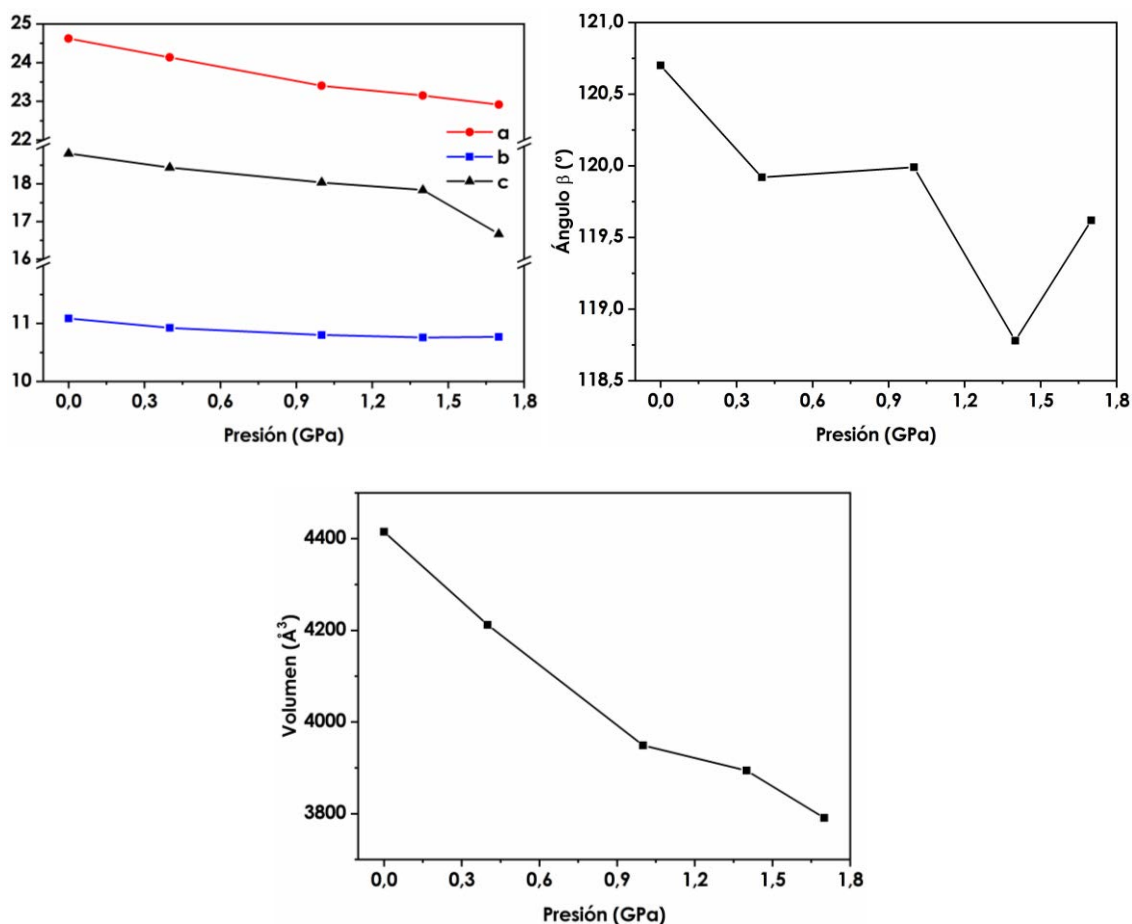 25
24
23
22
18
17
16
11
10
a
b
c
0,0 0,3 0,6 0,9 1,2 1,5 1,8
Presión (GPa)
Ángulo β (°)
121,0
120,5
120,0
119,5
119,0
118,5
0,0 0,3 0,6 0,9 1,2 1,5 1,8
Presión (GPa)
Volumen (Å³)
4400
4200
4000
3800
0,0 0,3 0,6 0,9 1,2 1,5 1,8
Presión (GPa)